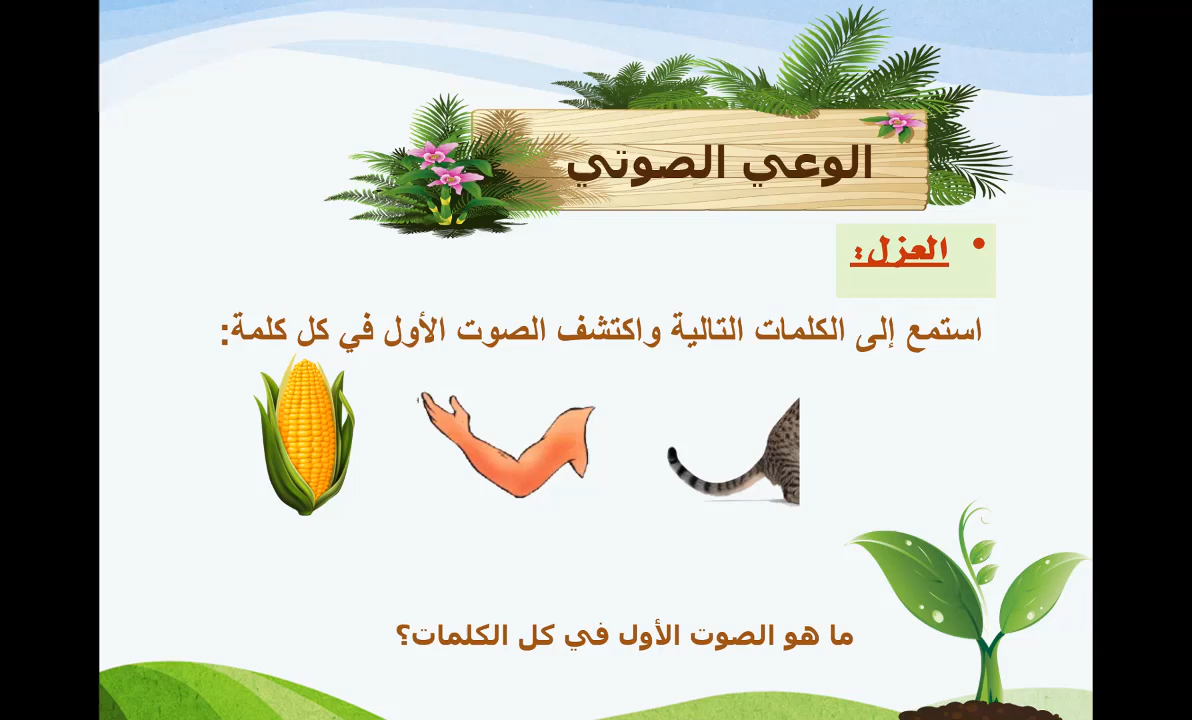 الوعي الصوتي
• العزل:
استمع إلى الكلمات التالية واكتشف الصوت الأول في كل كلمة:
ما هو الصوت الأول في كل الكلمات؟